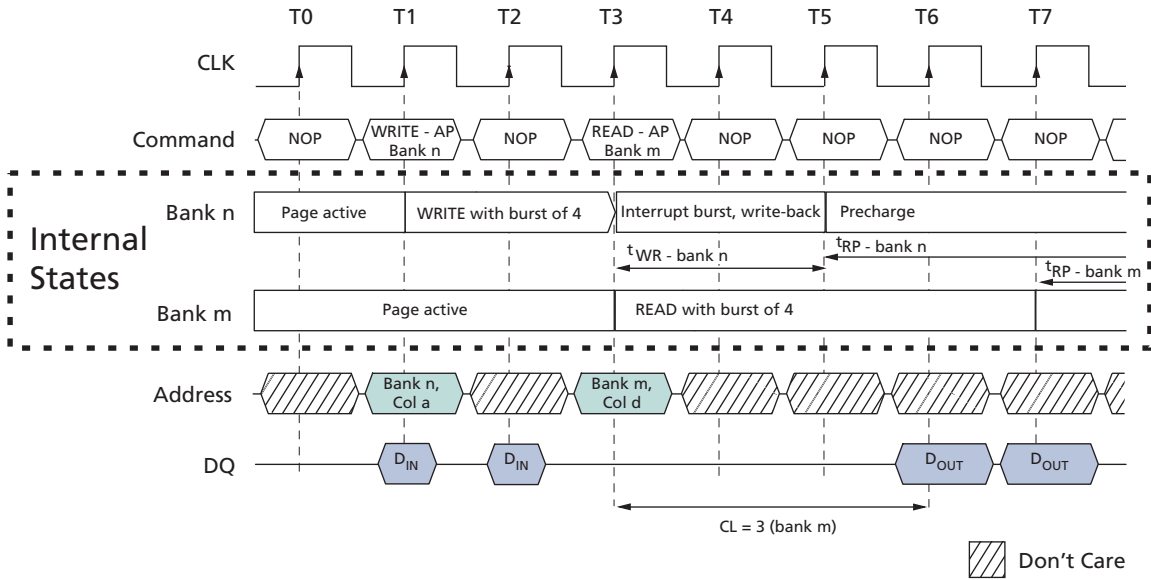 T0 T1 T2 T3 T4 T5 T6 T7
CLK
Command NOP WRITE - AP Bank n NOP READ - AP Bank m NOP NOP NOP NOP
Internal States
Bank n Page active WRITE with burst of 4 Interrupt burst, write-back Precharge
tWR - bank n tRP - bank n
tRP - bank m
Bank m Page active READ with burst of 4
Address Bank n, Col a Bank m, Col d
DQ DIN DIN DOUT DOUT
CL = 3 (bank m)
Don't Care